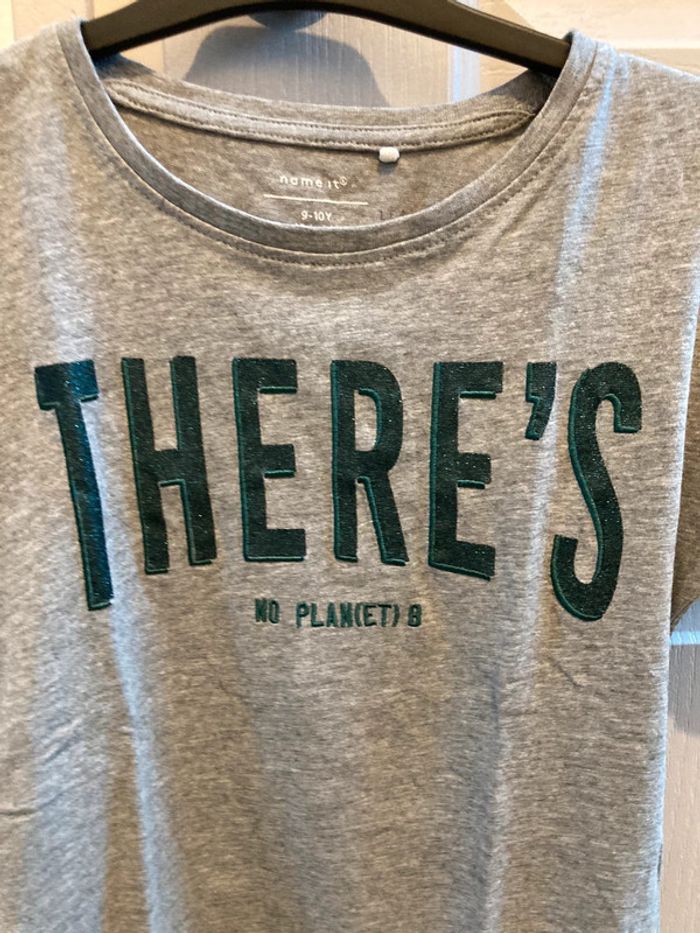 name it®
9-10Y
THERE'S
NO PLAN(ET) B